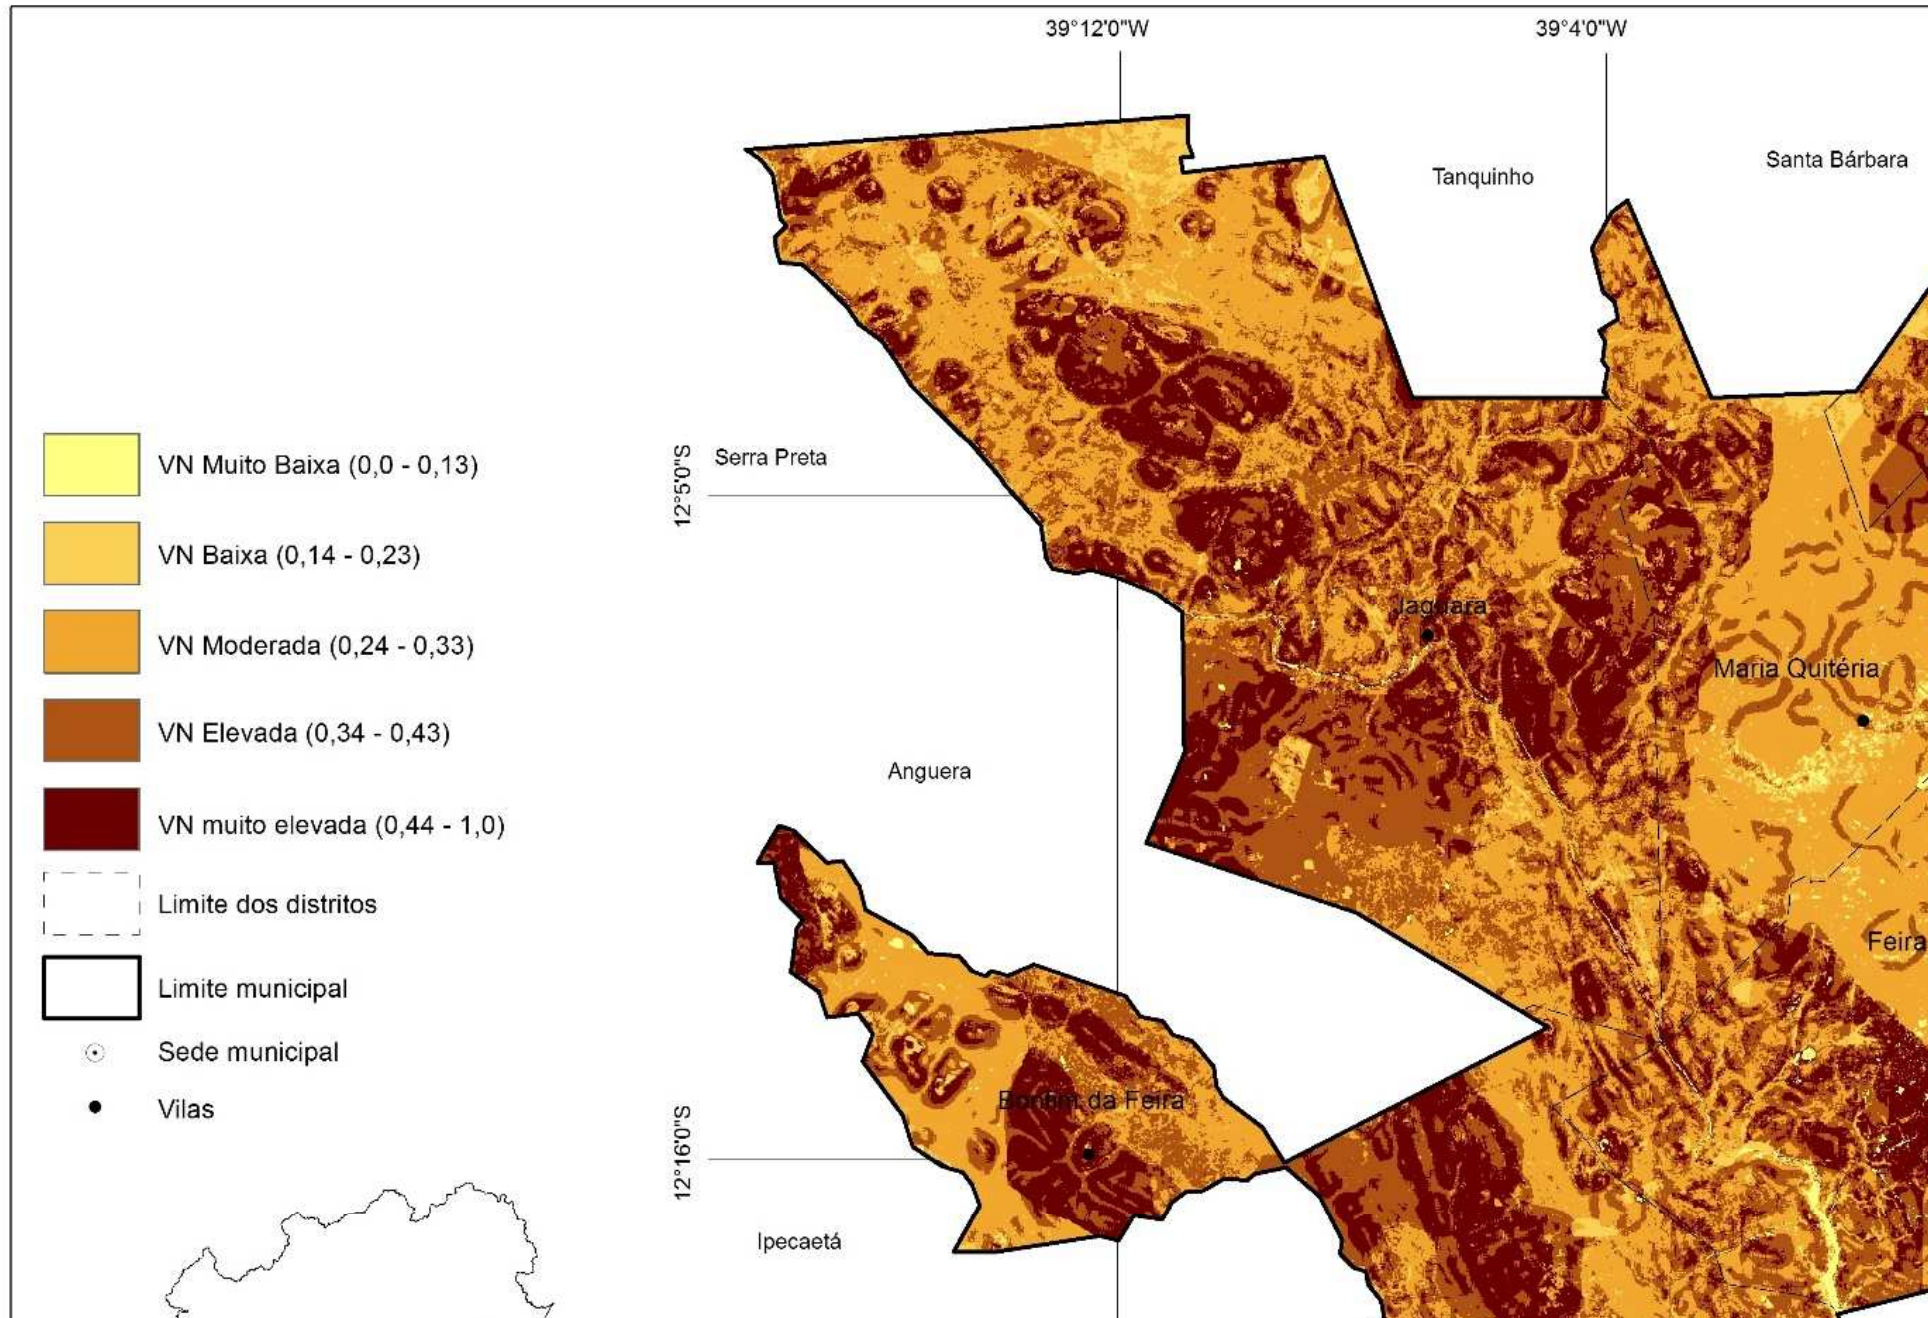 39°12'0"W
39°4'0"W
Santa Bárbara
Tanquinho
Serra Preta
12°5'0"S
VN Muito Baixa (0,0 - 0,13)
VN Baixa (0,14 - 0,23)
VN Moderada (0,24 - 0,33)
VN Elevada (0,34 - 0,43)
VN muito elevada (0,44 - 1,0)
Limite dos distritos
Limite municipal
Sede municipal
Vilas
Jaguara
Maria Quitéria
Anguera
Feira
Bonfim da Feira
12°16'0"S
Ipecaetá